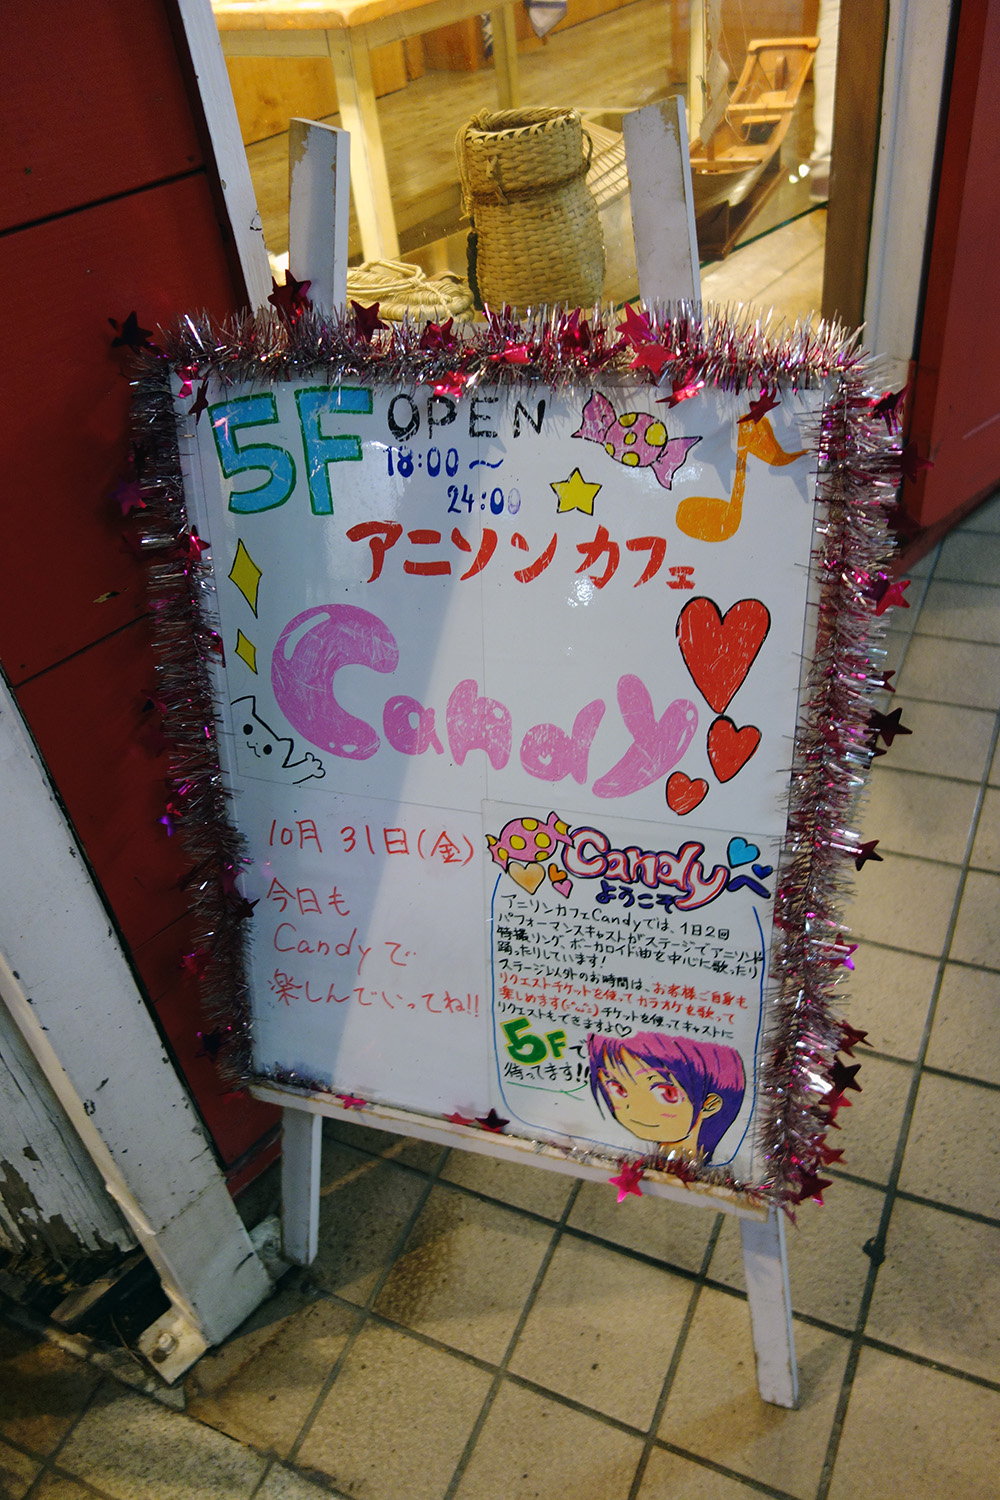 5F OPEN
18:00〜
24:00
アニソンカフェ
Candy
10月31日(金)
今日も
Candyで
楽しんでいってね!!
Candyへ
ようこそ
アニソンカフェCandyでは、1日2回
パフォーマンスキャストがステージでアニソンや
特撮ソング、ボーカロイド曲を中心に歌ったり
踊ったりしています!
ステージ以外のお時間は、お客様ご自身も
リクエストチケットを使ってカラオケを歌って
楽しめます(*^ω^*)チケットを使ってキャストに
リクエストもできますよ♡
5Fで
待ってます!!